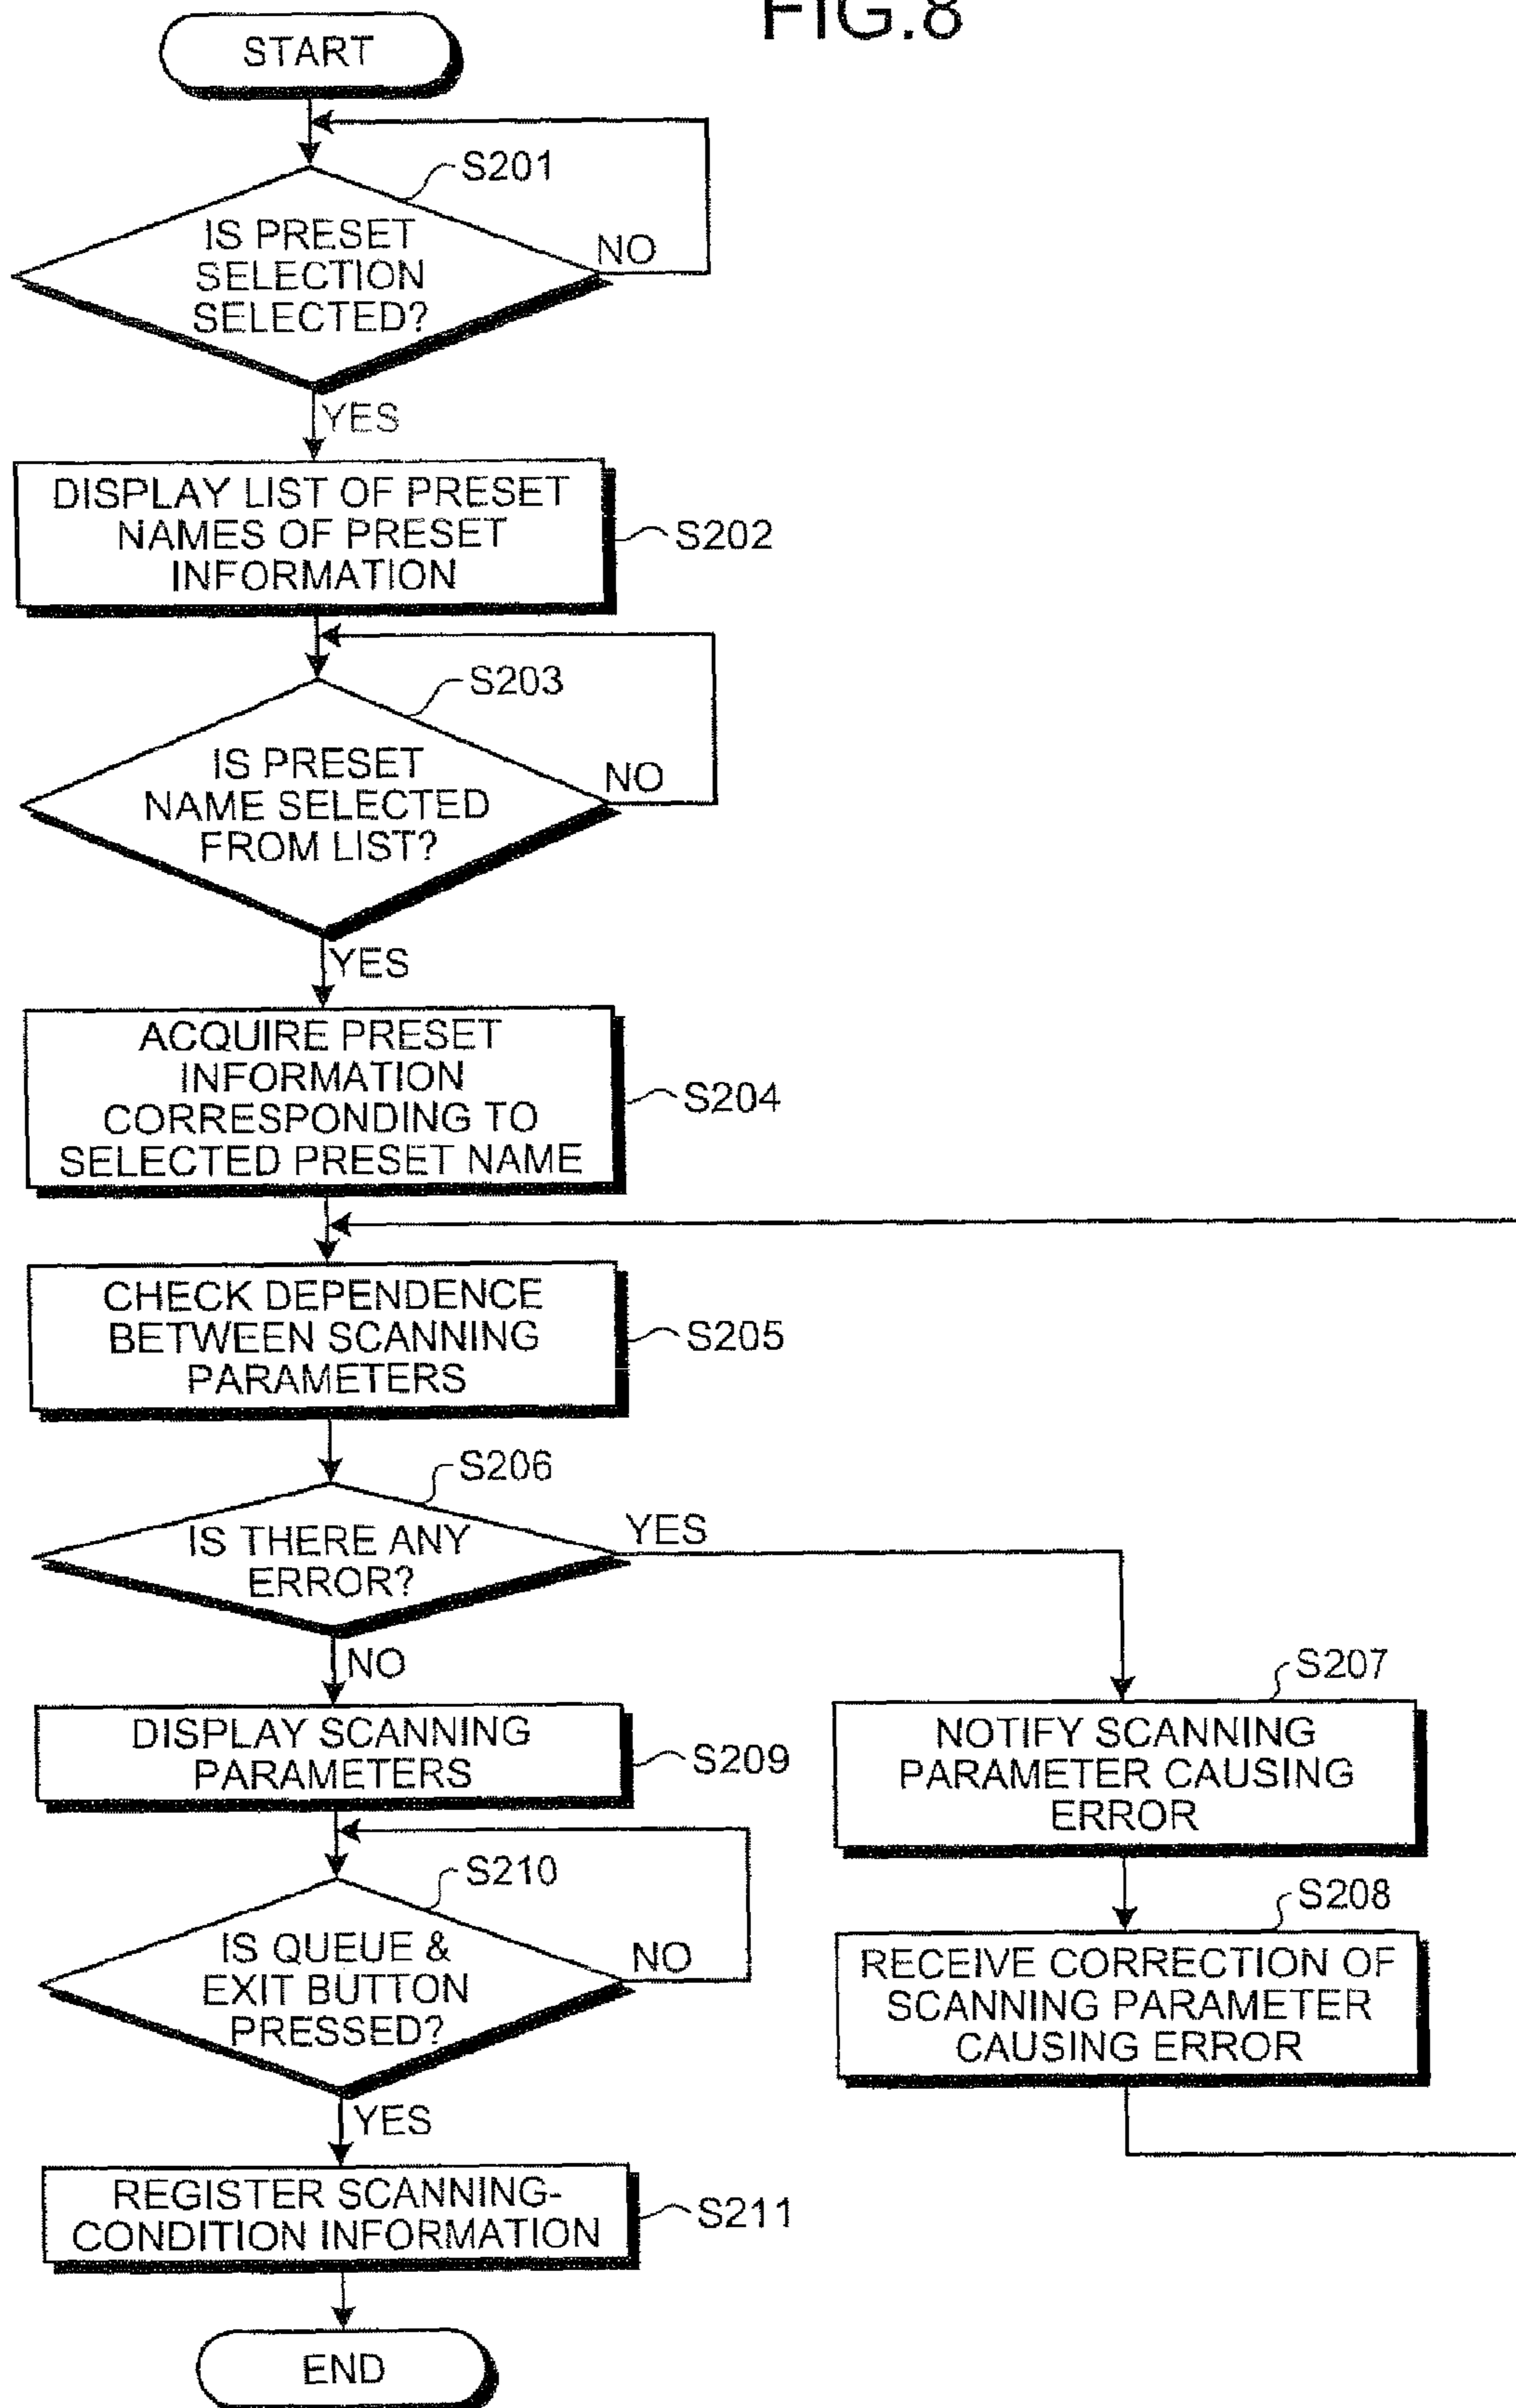 FIG.8
START
S201
IS PRESET
SELECTION
SELECTED?
NO
YES
DISPLAY LIST OF PRESET
NAMES OF PRESET
INFORMATION
S202
S203
IS PRESET
NAME SELECTED
FROM LIST?
NO
YES
ACQUIRE PRESET
INFORMATION
CORRESPONDING TO
SELECTED PRESET NAME
S204
CHECK DEPENDENCE
BETWEEN SCANNING
PARAMETERS
S205
S206
IS THERE ANY
ERROR?
YES
NO
S207
NOTIFY SCANNING
PARAMETER CAUSING
ERROR
S208
RECEIVE CORRECTION OF
SCANNING PARAMETER
CAUSING ERROR
DISPLAY SCANNING
PARAMETERS
S209
S210
IS QUEUE &
EXIT BUTTON
PRESSED?
NO
YES
REGISTER SCANNING-
CONDITION INFORMATION
S211
END